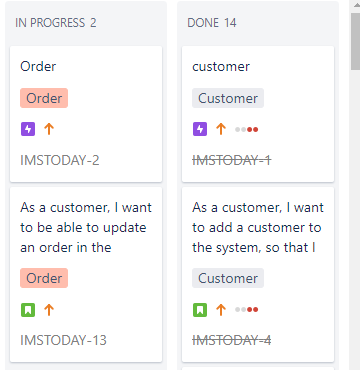 IN PROGRESS 2
Order
Order
IMSTODAY-2
As a customer, I want
to be able to update
an order in the
Order
IMSTODAY-13
DONE 14
customer
Customer
IMSTODAY-1
As a customer, I want
to add a customer to
the system, so that I
Customer
IMSTODAY-4